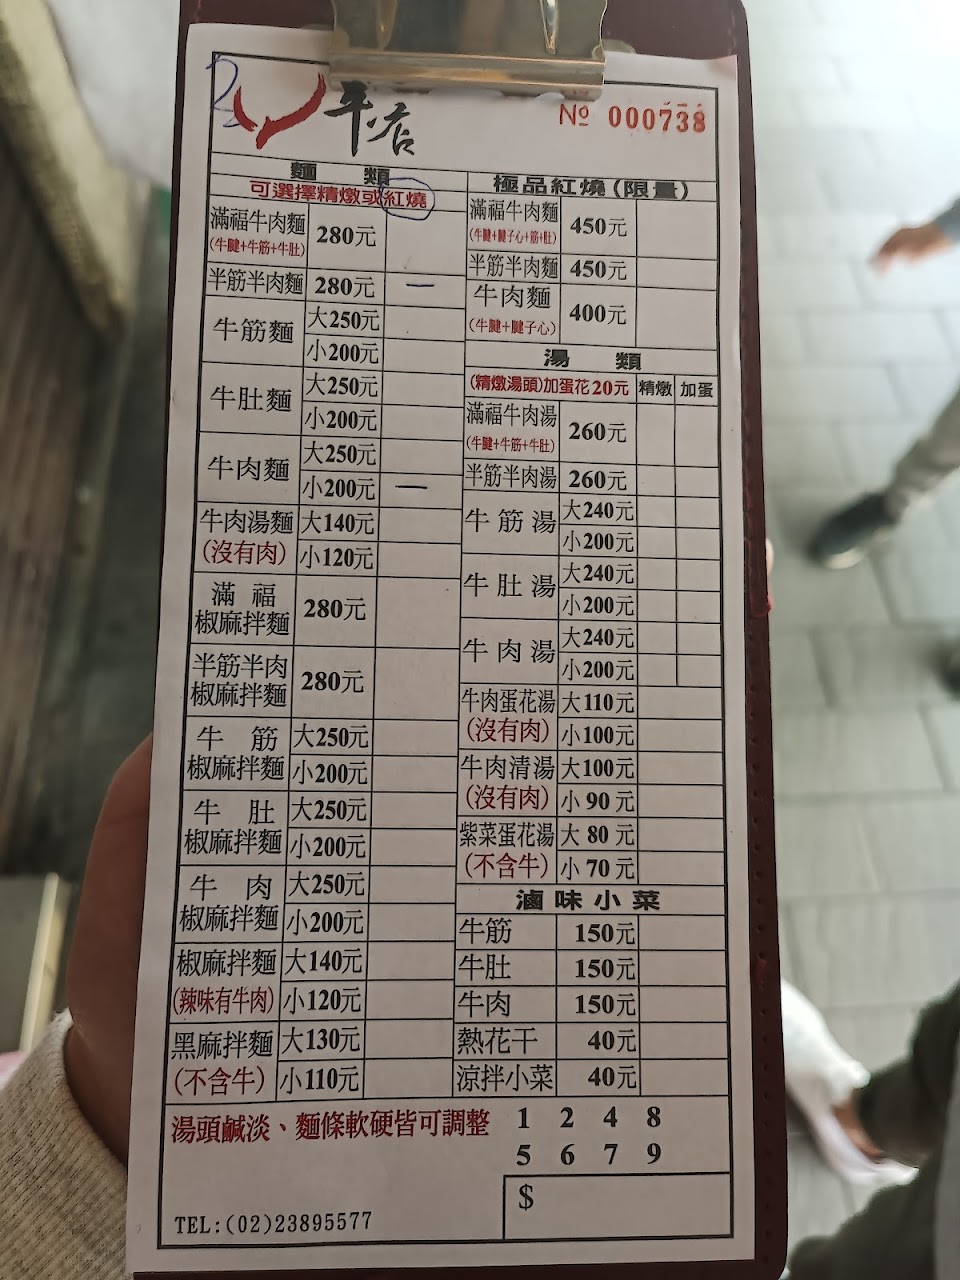 牛店
№ 000738
麵 類
可選擇精燉或紅燒
滿福牛肉麵 280元
(牛腱+牛筋+牛肚)
半筋半肉麵 280元 一
牛筋麵 大250元
小200元
牛肚麵 大250元
小200元
牛肉麵 大250元
小200元 一
牛肉湯麵 大140元
(沒有肉) 小120元
滿福
椒麻拌麵 280元
半筋半肉
椒麻拌麵 280元
牛筋 大250元
椒麻拌麵 小200元
牛肚 大250元
椒麻拌麵 小200元
牛肉 大250元
椒麻拌麵 小200元
椒麻拌麵 大140元
(辣味有牛肉) 小120元
黑麻拌麵 大130元
(不含牛) 小110元
極品紅燒(限量)
滿福牛肉麵 450元
(牛腱+腱子心+筋+肚)
半筋半肉麵 450元
牛肉麵 400元
(牛腱+腱子心)
湯 類
(精燉湯頭)加蛋花20元 精燉 加蛋
滿福牛肉湯 260元
(牛腱+牛筋+牛肚)
半筋半肉湯 260元
牛筋湯 大240元
小200元
牛肚湯 大240元
小200元
牛肉湯 大240元
小200元
牛肉蛋花湯 大110元
(沒有肉) 小100元
牛肉清湯 大100元
(沒有肉) 小 90元
紫菜蛋花湯 大 80元
(不含牛) 小 70元
滷味小菜
牛筋 150元
牛肚 150元
牛肉 150元
熱花干 40元
涼拌小菜 40元
湯頭鹹淡、麵條軟硬皆可調整
1 2 4 8
5 6 7 9
$
TEL:(02)23895577